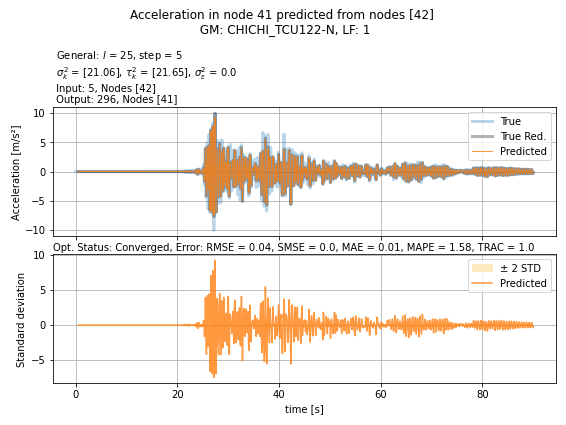 Acceleration in node 41 predicted from nodes [42]
GM: CHICHI_TCU122-N, LF: 1
General: l = 25, step = 5
σ²ₖ = [21.06], τ²ₖ = [21.65], σ²ε = 0.0
Input: 5, Nodes [42]
Output: 296, Nodes [41]
10
5
0
−5
−10
Acceleration [m/s²]
True
True Red.
Predicted
Opt. Status: Converged, Error: RMSE = 0.04, SMSE = 0.0, MAE = 0.01, MAPE = 1.58, TRAC = 1.0
10
5
0
−5
Standard deviation
± 2 STD
Predicted
0 20 40 60 80
time [s]